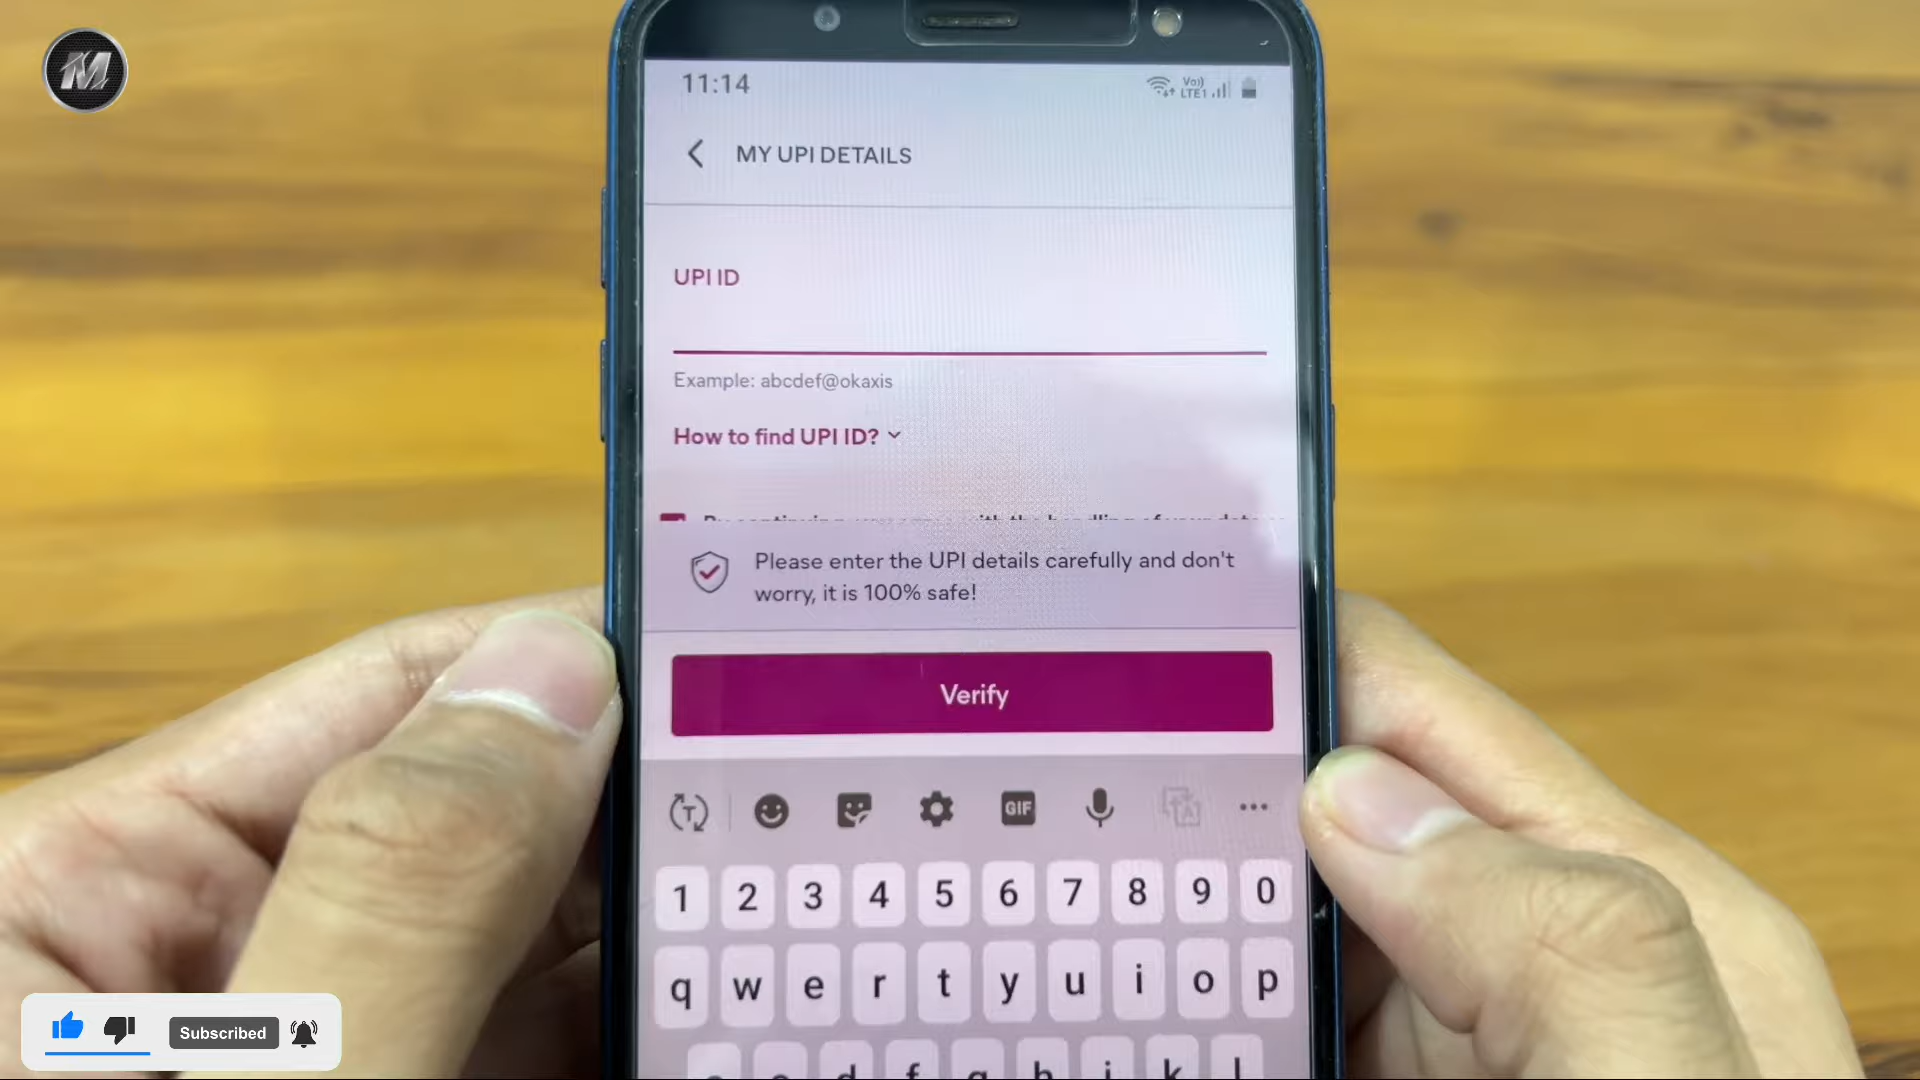 M
11:14
Vo))
LTE1
MY UPI DETAILS
UPI ID
Example: abcdef@okaxis
How to find UPI ID?
Please enter the UPI details carefully and don't
worry, it is 100% safe!
Verify
T
GIF
1 2 3 4 5 6 7 8 9 0
q w e r t y u i o p
d f g h j k l
Subscribed